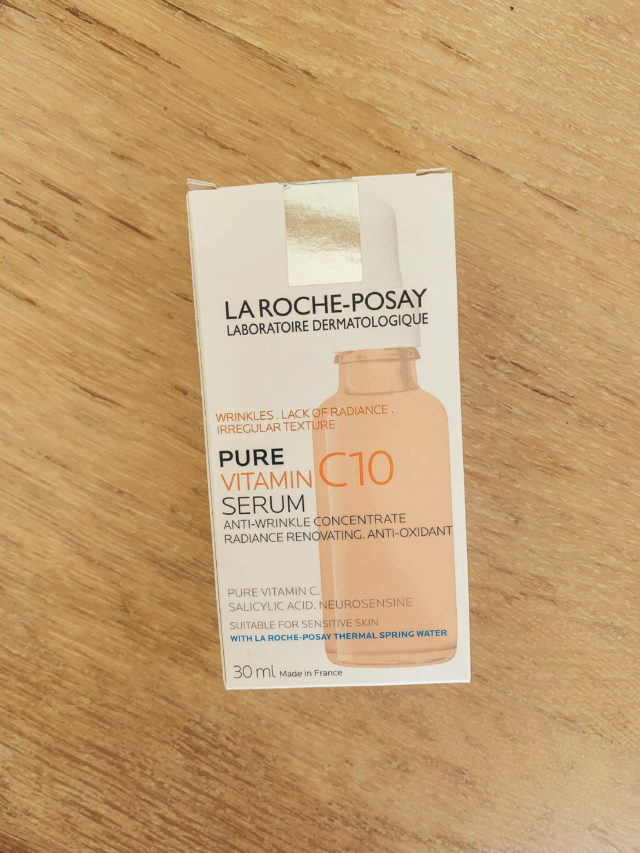 LA ROCHE-POSAY
LABORATOIRE DERMATOLOGIQUE
WRINKLES . LACK OF RADIANCE .
IRREGULAR TEXTURE
PURE
VITAMIN C10
SERUM
ANTI-WRINKLE CONCENTRATE
RADIANCE RENOVATING. ANTI-OXIDANT
PURE VITAMIN C.
SALICYLIC ACID. NEUROSENSINE
SUITABLE FOR SENSITIVE SKIN
WITH LA ROCHE-POSAY THERMAL SPRING WATER
30 ml Made in France